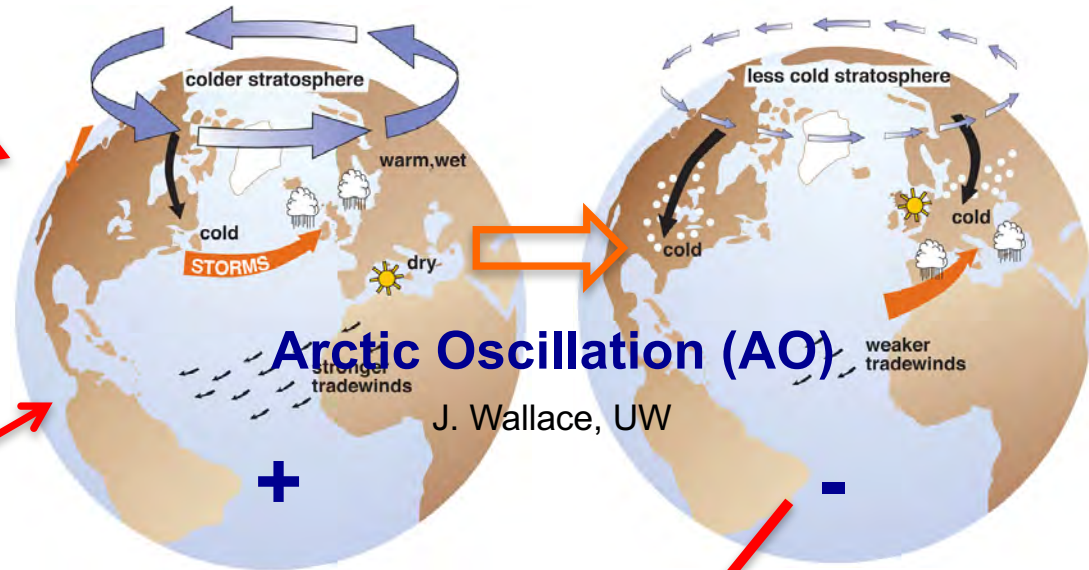 colder stratosphere
warm,wet
cold
STORMS
dry
stronger
tradewinds
+
less cold stratosphere
cold
cold
weaker
tradewinds
-
Arctic Oscillation (AO)
J. Wallace, UW